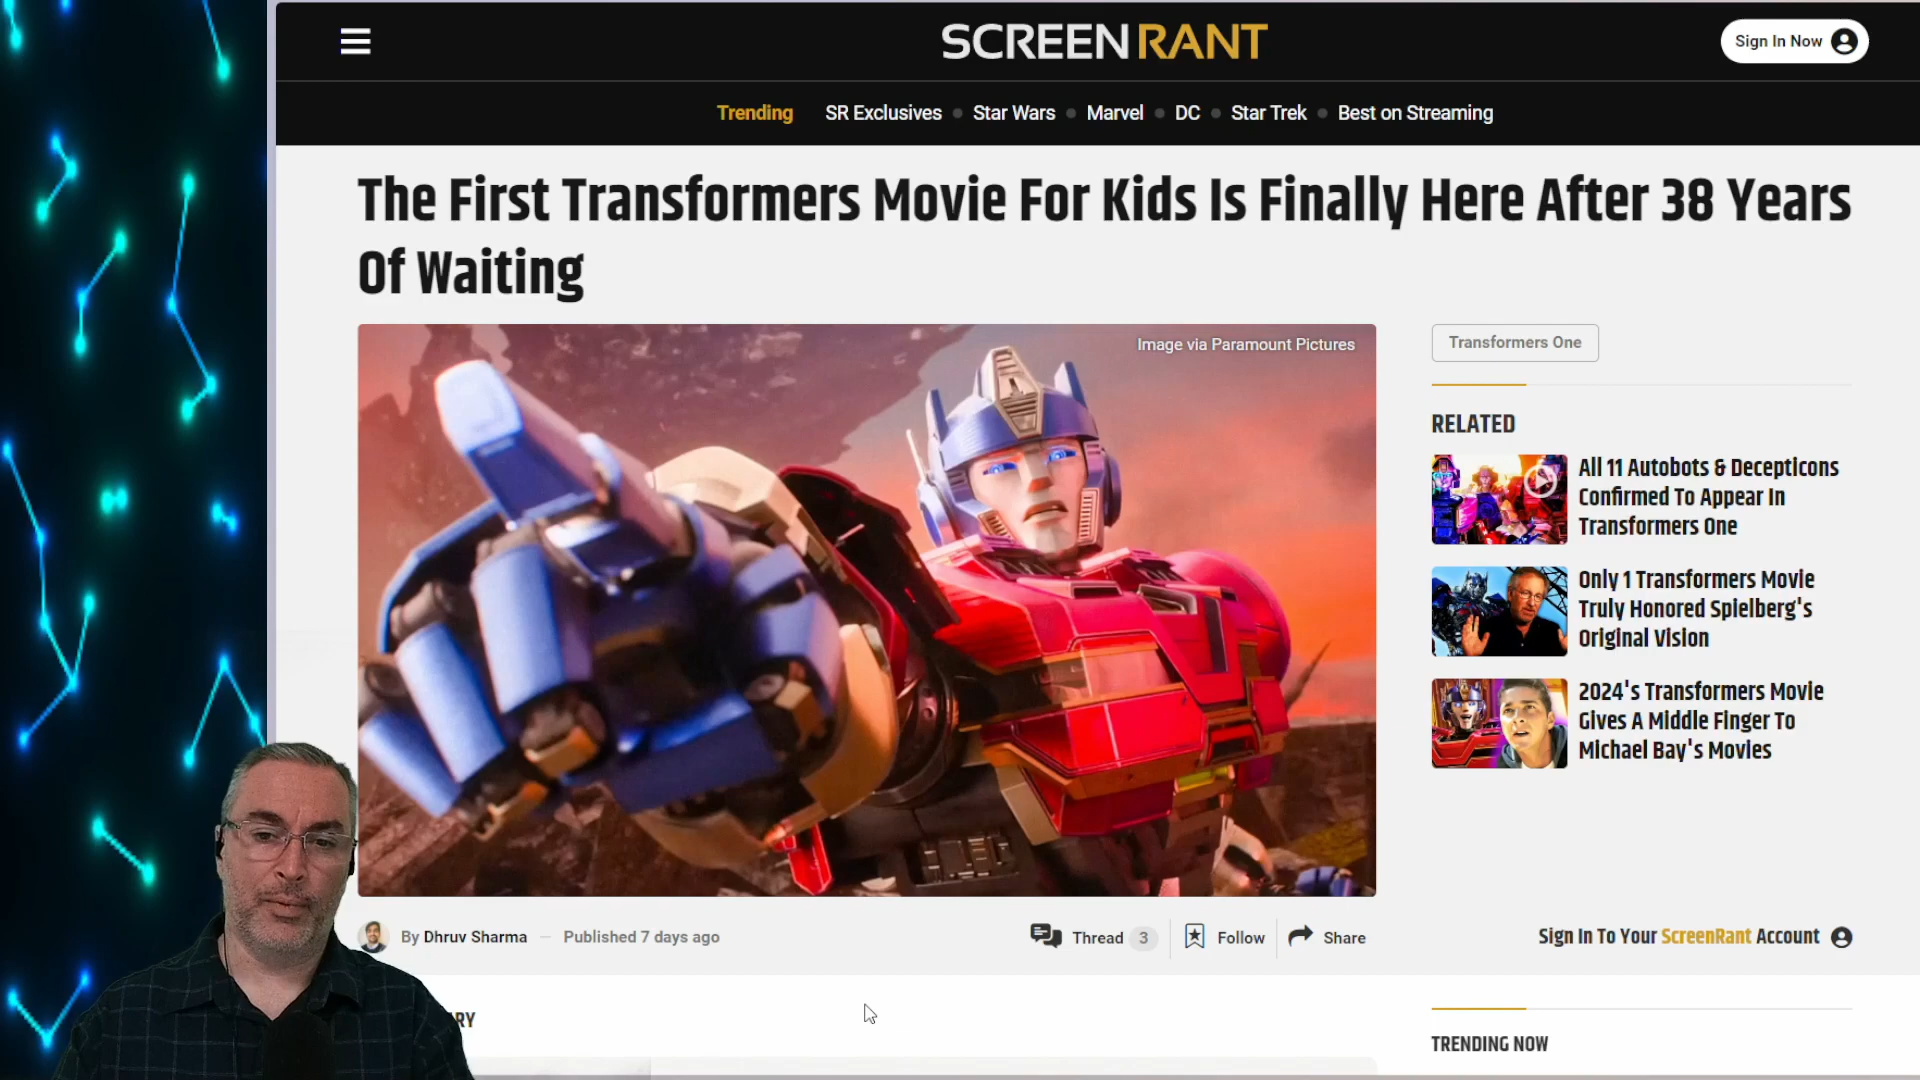 SCREENRANT
Sign In Now
Trending
SR Exclusives • Star Wars • Marvel • DC • Star Trek • Best on Streaming
The First Transformers Movie For Kids Is Finally Here After 38 Years
Of Waiting
Image via Paramount Pictures
Transformers One
RELATED
All 11 Autobots & Decepticons
Confirmed To Appear In
Transformers One
Only 1 Transformers Movie
Truly Honored Spielberg's
Original Vision
2024's Transformers Movie
Gives A Middle Finger To
Michael Bay's Movies
By Dhruv Sharma — Published 7 days ago
Thread 3
Follow
Share
Sign In To Your ScreenRant Account
RY
TRENDING NOW